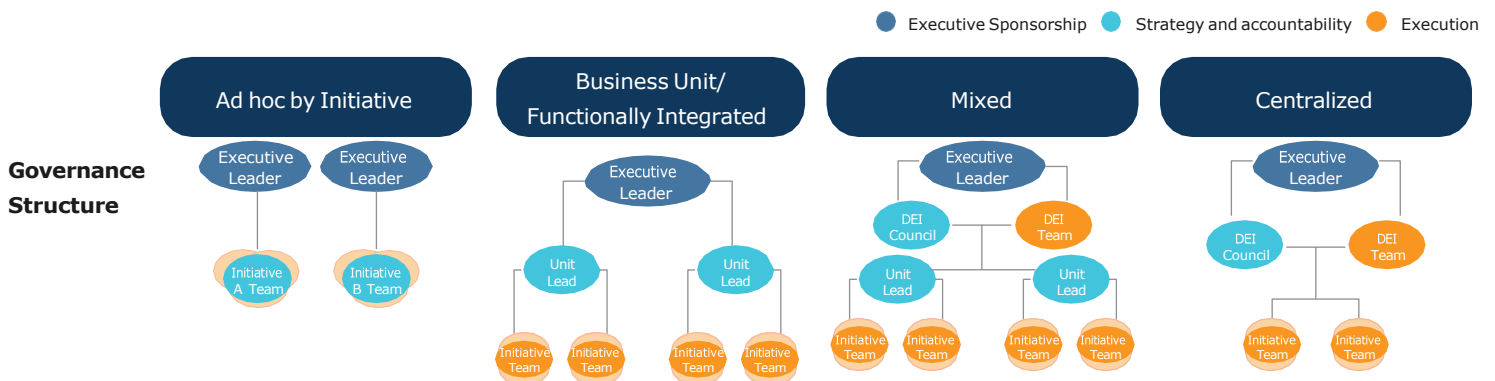 Executive Sponsorship
Strategy and accountability
Execution
Ad hoc by Initiative
Business Unit/
Functionally Integrated
Mixed
Centralized
Governance
Structure
Executive
Leader
Executive
Leader
Initiative
A Team
Initiative
B Team
Executive
Leader
Unit
Lead
Unit
Lead
Initiative
Team
Initiative
Team
Initiative
Team
Initiative
Team
Executive
Leader
DEI
Council
DEI
Team
Unit
Lead
Unit
Lead
Initiative
Team
Initiative
Team
Initiative
Team
Initiative
Team
Executive
Leader
DEI
Council
DEI
Team
Initiative
Team
Initiative
Team